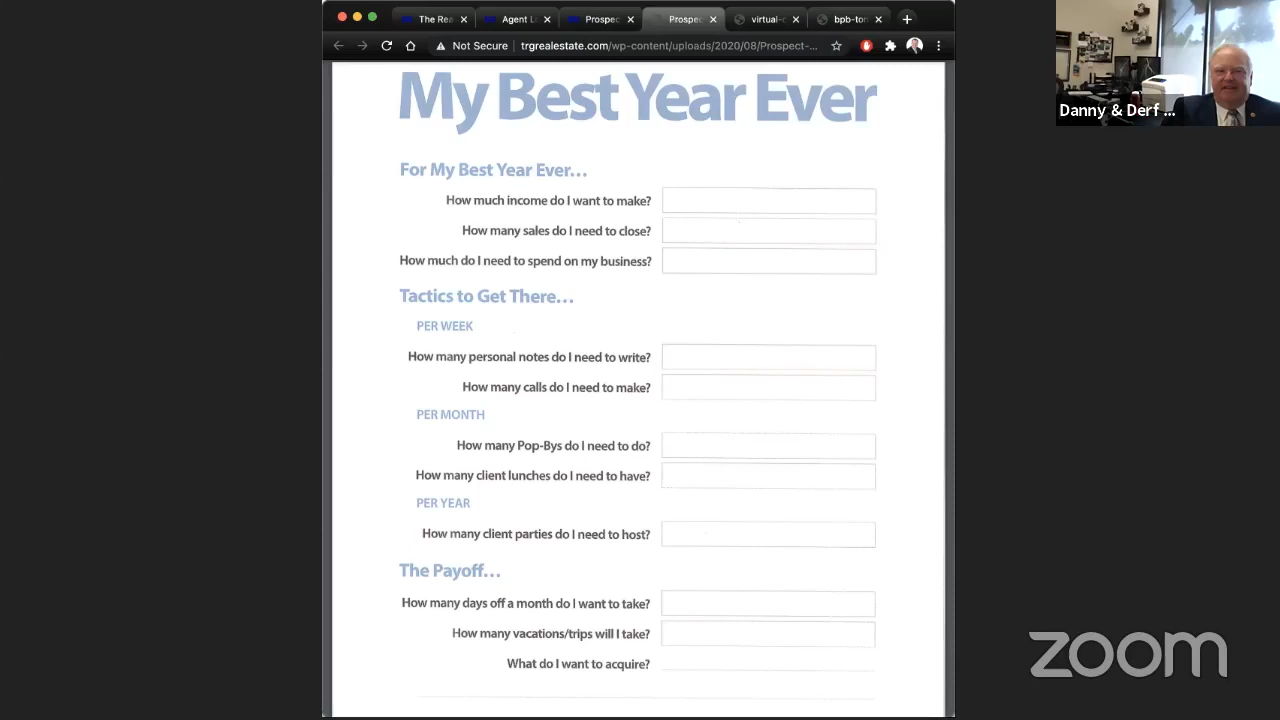 The Rea
Agent L
Prospec
Prospec
virtual-c
bpb-ton
Not Secure
trgrealestate.com/wp-content/uploads/2020/08/Prospect-...
My Best Year Ever
For My Best Year Ever...
How much income do I want to make?
How many sales do I need to close?
How much do I need to spend on my business?
Tactics to Get There...
PER WEEK
How many personal notes do I need to write?
How many calls do I need to make?
PER MONTH
How many Pop-Bys do I need to do?
How many client lunches do I need to have?
PER YEAR
How many client parties do I need to host?
The Payoff...
How many days off a month do I want to take?
How many vacations/trips will I take?
What do I want to acquire?
Danny & Derf ...
zoom